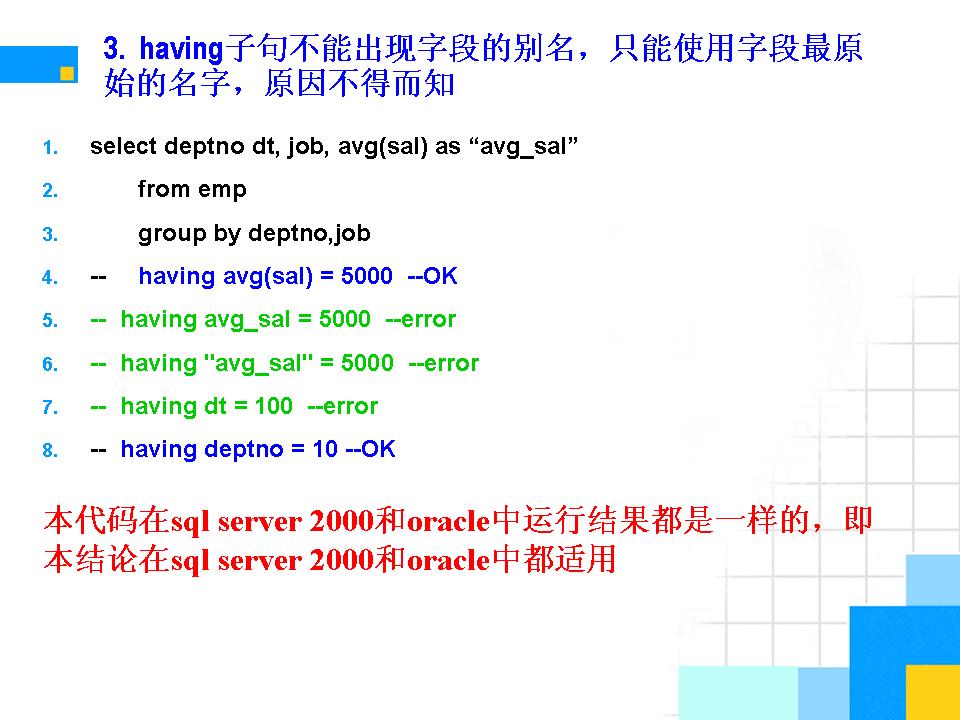 3. having子句不能出现字段的别名，只能使用字段最原
始的名字，原因不得而知
1. select deptno dt, job, avg(sal) as “avg_sal”
2. from emp
3. group by deptno,job
4. -- having avg(sal) = 5000 --OK
5. -- having avg_sal = 5000 --error
6. -- having "avg_sal" = 5000 --error
7. -- having dt = 100 --error
8. -- having deptno = 10 --OK
本代码在sql server 2000和oracle中运行结果都是一样的，即
本结论在sql server 2000和oracle中都适用